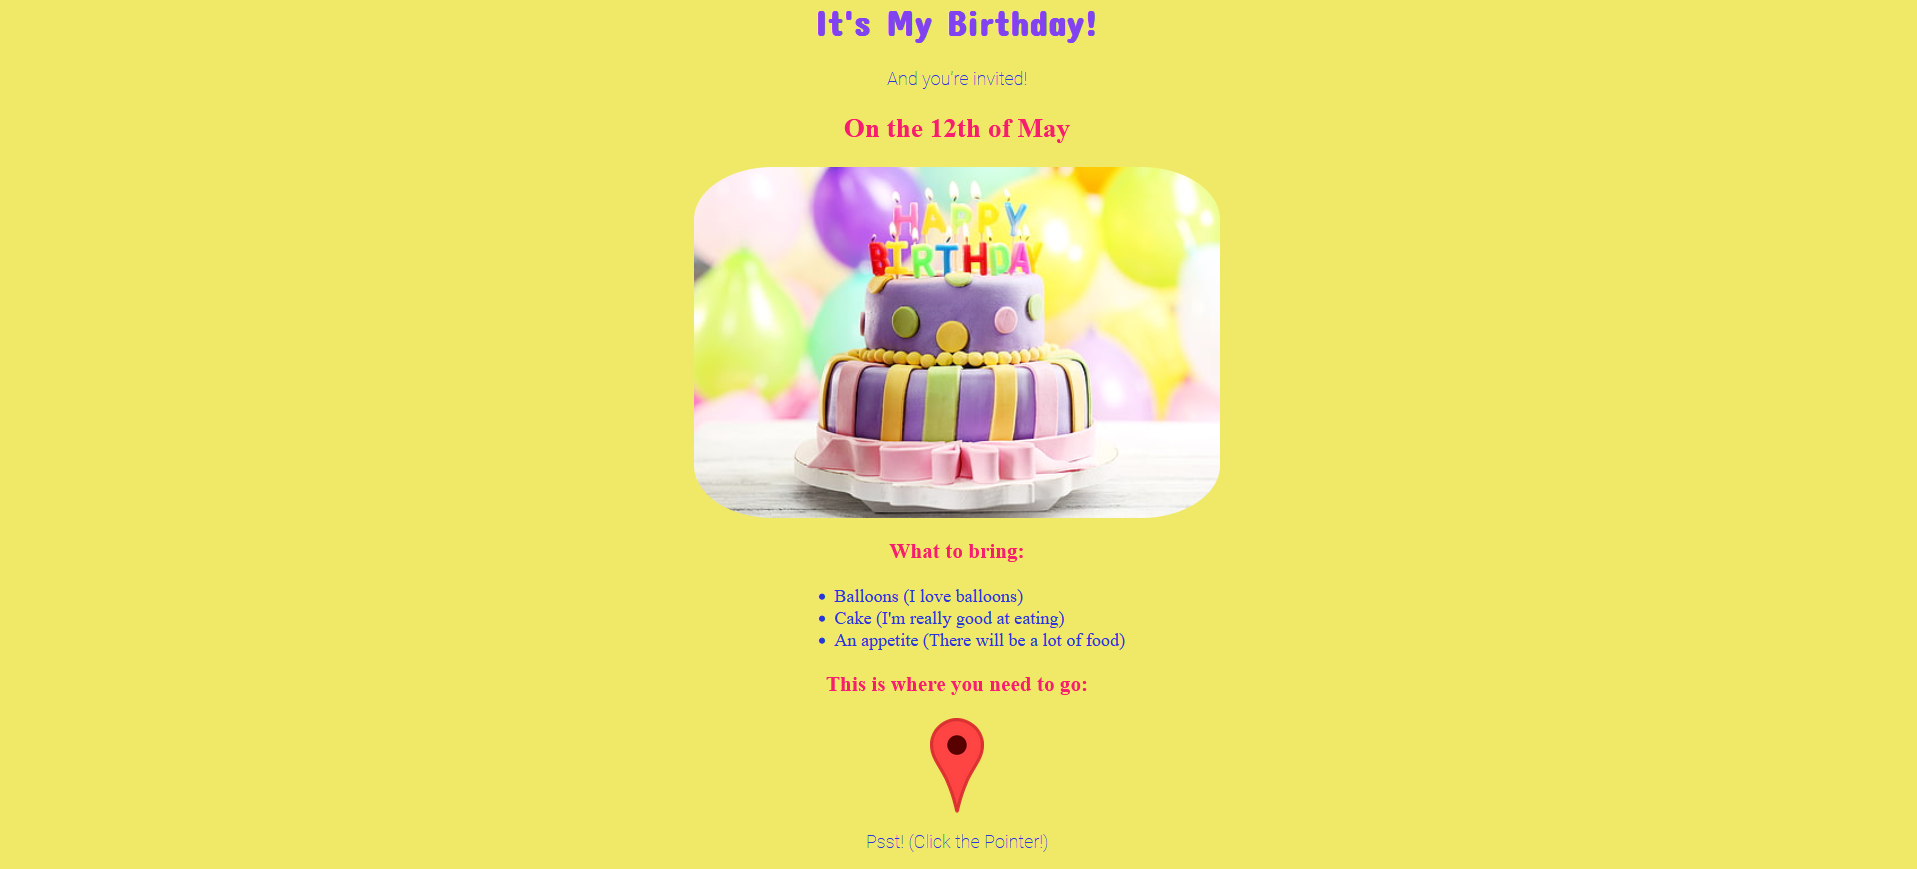 It's My Birthday!
And you're invited!
On the 12th of May
HAPPY
BIRTHDAY
What to bring:
Balloons (I love balloons)
Cake (I'm really good at eating)
An appetite (There will be a lot of food)
This is where you need to go:
Psst! (Click the Pointer!)